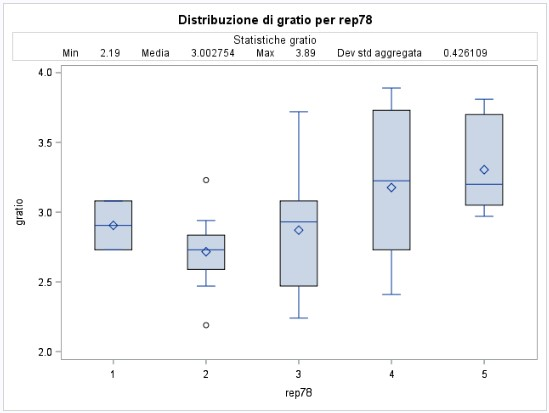 Distribuzione di gratio per rep78
Statistiche gratio
Min 2.19 Media 3.002754 Max 3.89 Dev std aggregata 0.426109
4.0
3.5
3.0
2.5
2.0
gratio
1 2 3 4 5
rep78